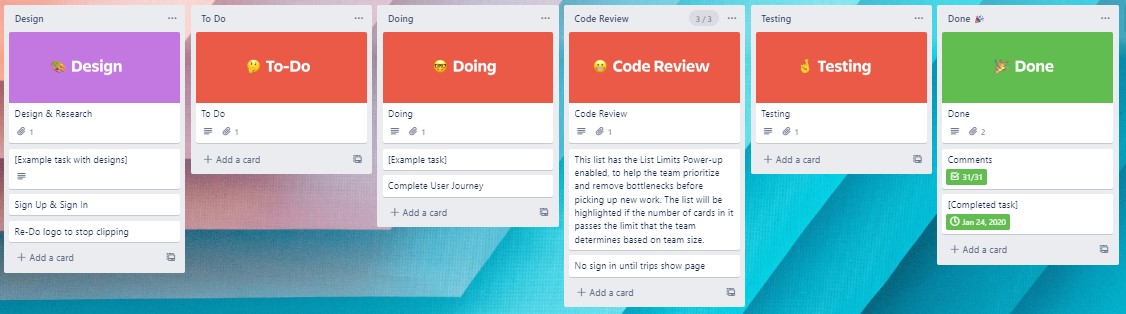 Design
Design
Design & Research
1
[Example task with designs]
Sign Up & Sign In
Re-Do logo to stop clipping
+ Add a card
To Do
To-Do
To Do
1
+ Add a card
Doing
Doing
Doing
1
[Example task]
Complete User Journey
+ Add a card
Code Review
3 / 3
Code Review
Code Review
1
This list has the List Limits Power-up
enabled, to help the team prioritize
and remove bottlenecks before
picking up new work. The list will be
highlighted if the number of cards in it
passes the limit that the team
determines based on team size.
No sign in until trips show page
+ Add a card
Testing
Testing
Testing
1
+ Add a card
Done 🎉
Done
Done
2
Comments
31/31
[Completed task]
Jan 24, 2020
+ Add a card